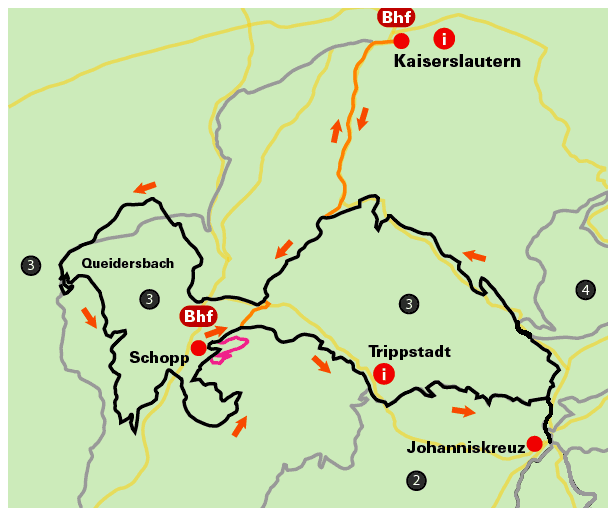 Bhf
i
Kaiserslautern
Queidersbach
3
3
4
3
Bhf
Schopp
Trippstadt
i
Johanniskreuz
2